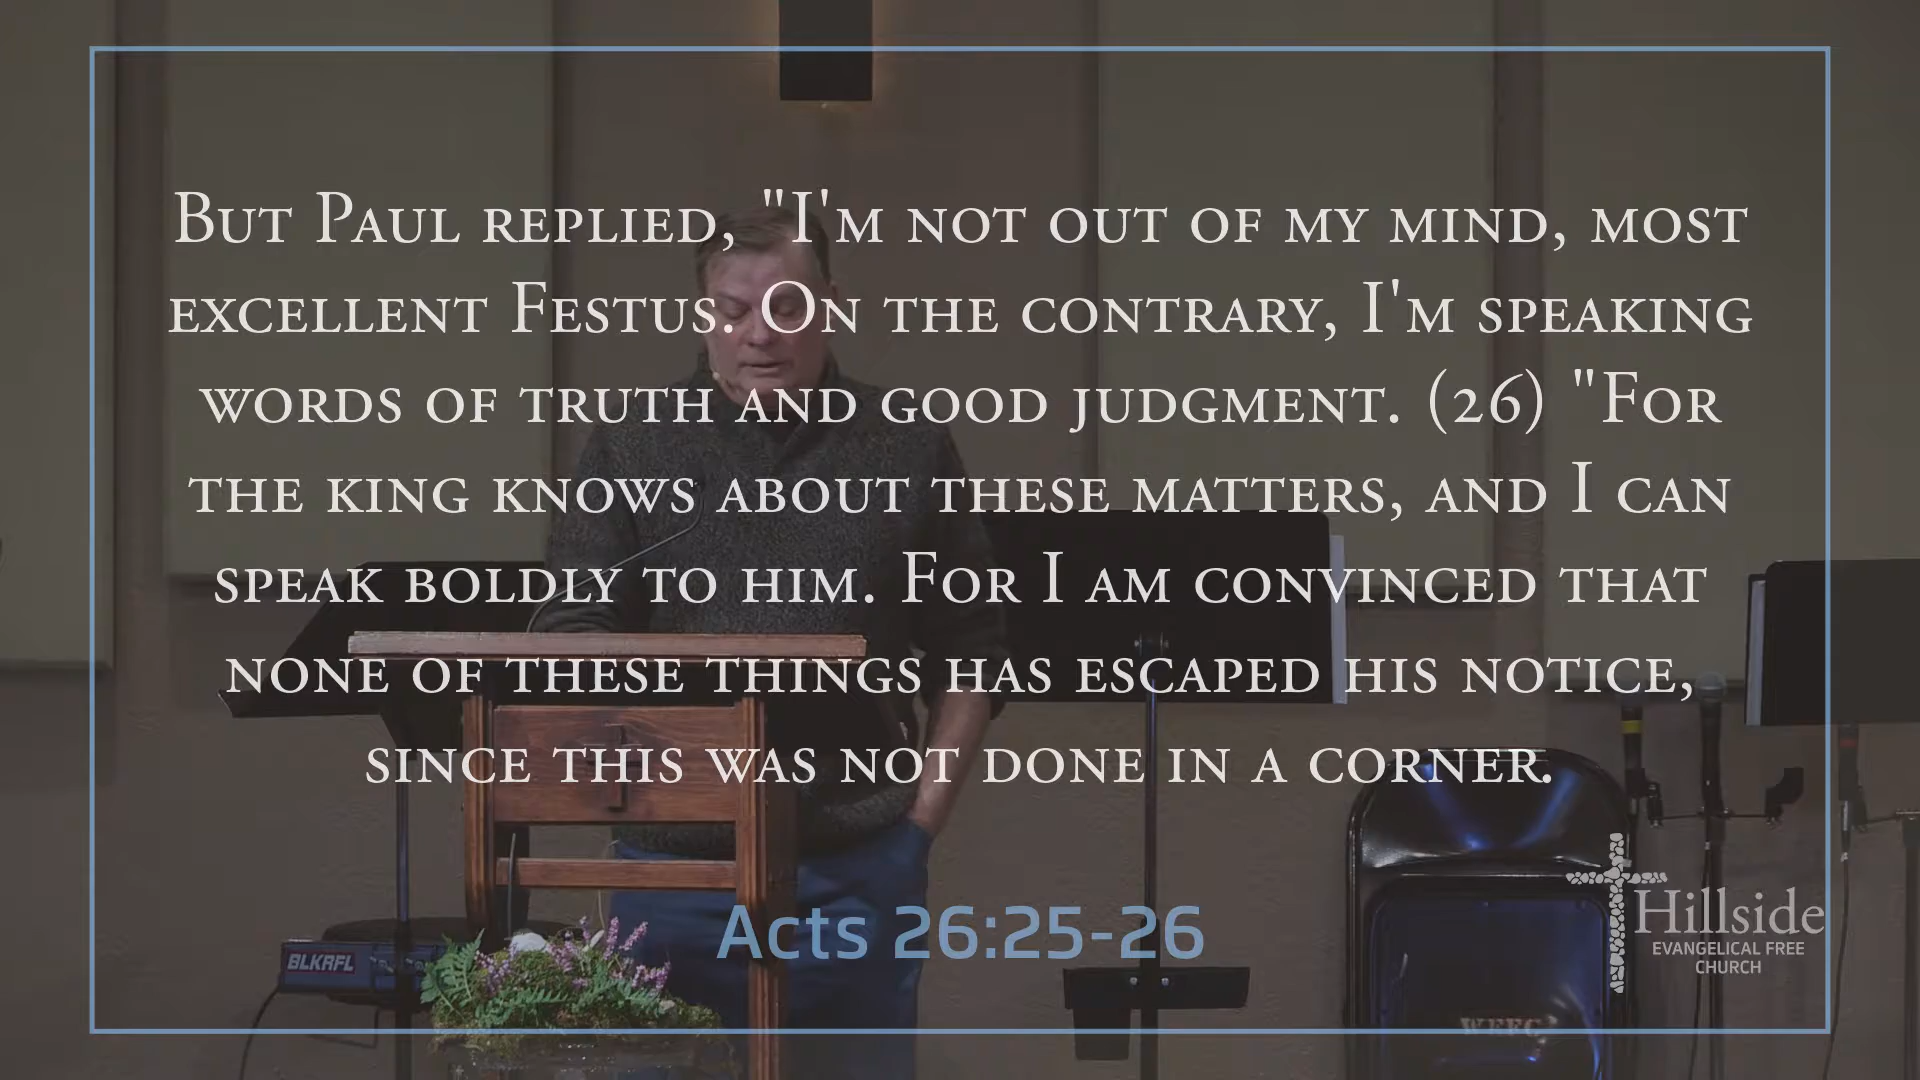 But Paul replied, "I'm not out of my mind, most
excellent Festus. On the contrary, I'm speaking
words of truth and good judgment. (26) "For
the king knows about these matters, and I can
speak boldly to him. For I am convinced that
none of these things has escaped his notice,
since this was not done in a corner.
Acts 26:25-26
Hillside
EVANGELICAL FREE
CHURCH
BLKRFL
WEFC